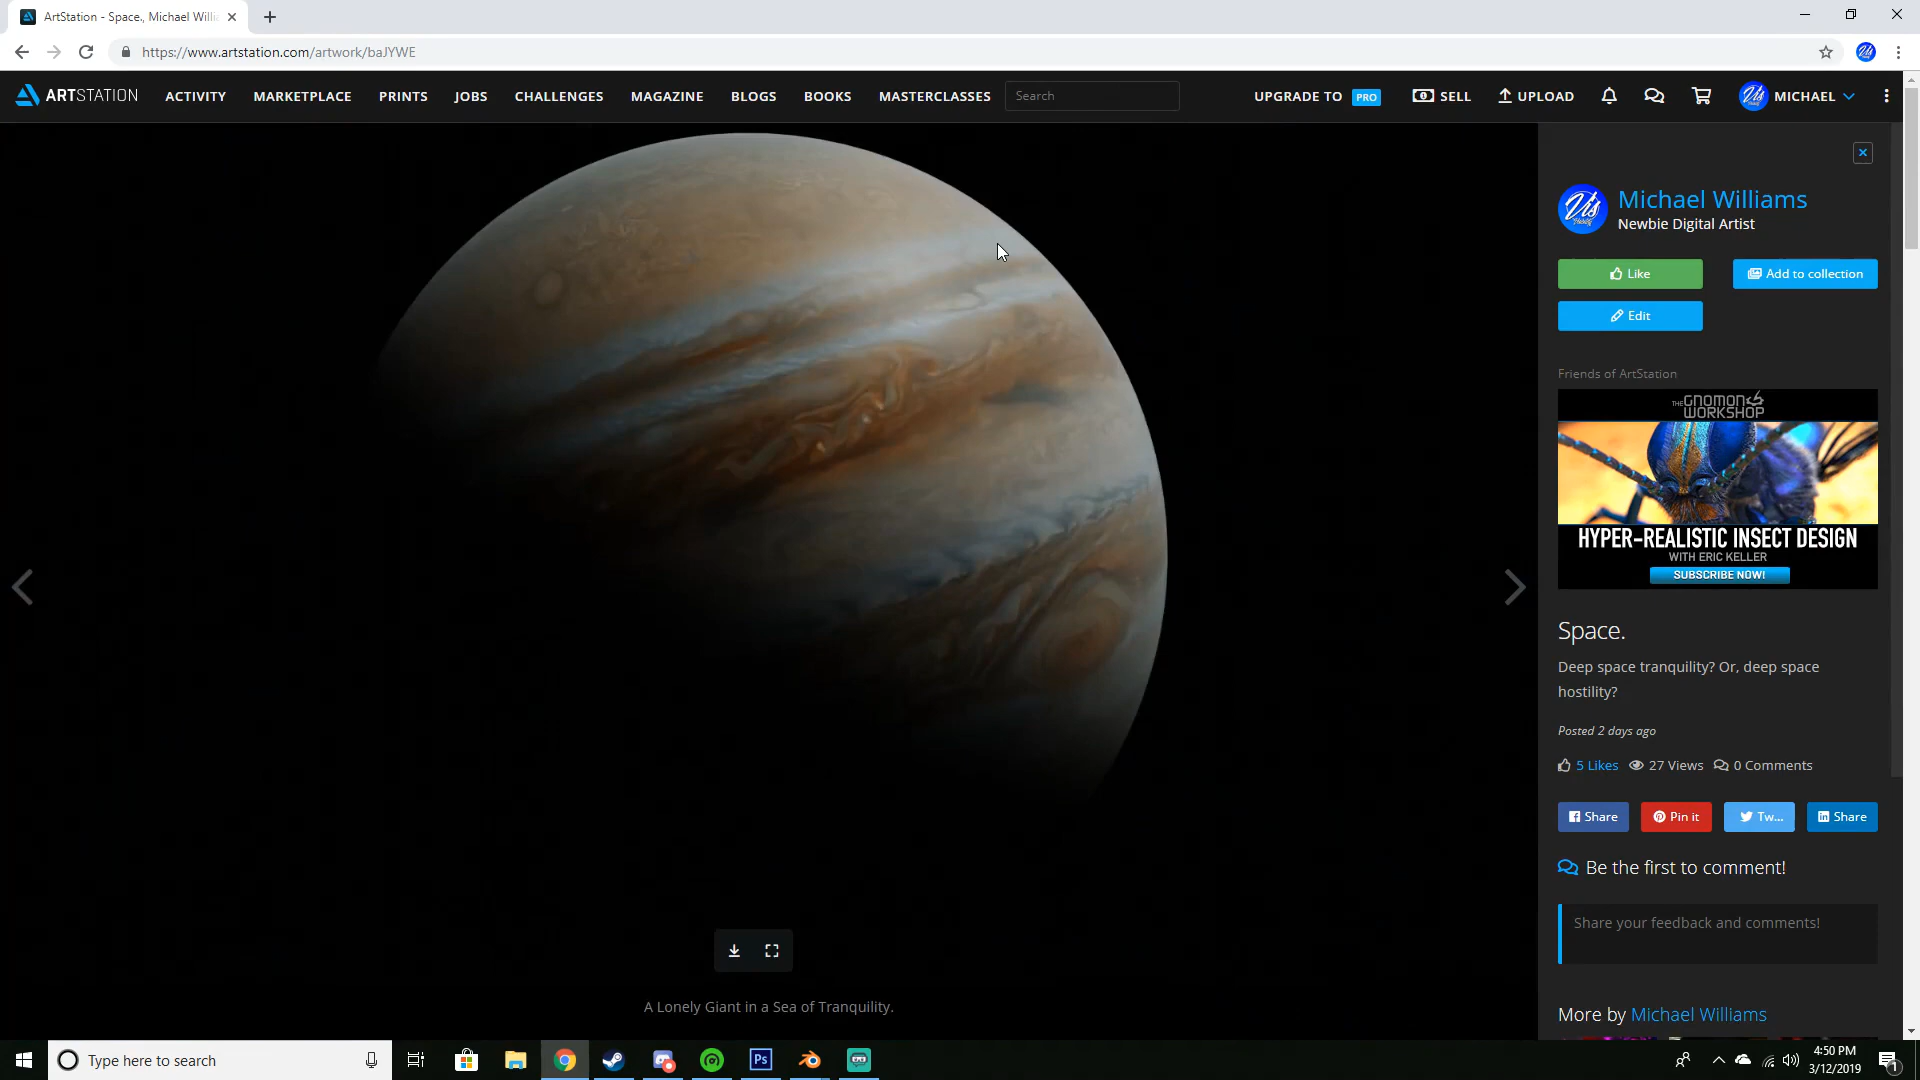 ArtStation - Space., Michael Willi
https://www.artstation.com/artwork/baJYWE
ARTSTATION ACTIVITY MARKETPLACE PRINTS JOBS CHALLENGES MAGAZINE BLOGS BOOKS MASTERCLASSES Search UPGRADE TO PRO SELL UPLOAD MICHAEL
Michael Williams
Newbie Digital Artist
Like Add to collection
Edit
Friends of ArtStation
THE GNOMON
WORKSHOP
HYPER-REALISTIC INSECT DESIGN
WITH ERIC KELLER
SUBSCRIBE NOW!
Space.
Deep space tranquility? Or, deep space
hostility?
Posted 2 days ago
5 Likes 27 Views 0 Comments
Share Pin it Tw... Share
Be the first to comment!
Share your feedback and comments!
A Lonely Giant in a Sea of Tranquility.
More by Michael Williams
Type here to search
Ps
4:50 PM
3/12/2019
1